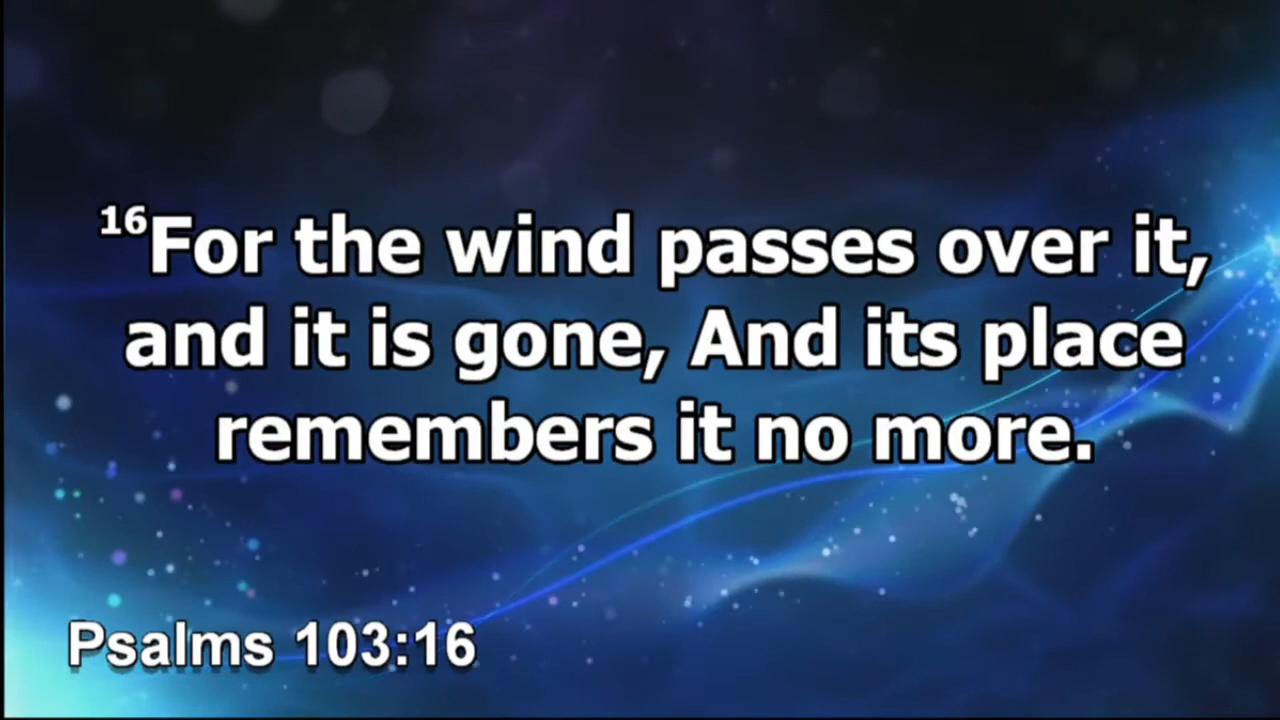 16For the wind passes over it,
and it is gone, And its place
remembers it no more.
Psalms 103:16